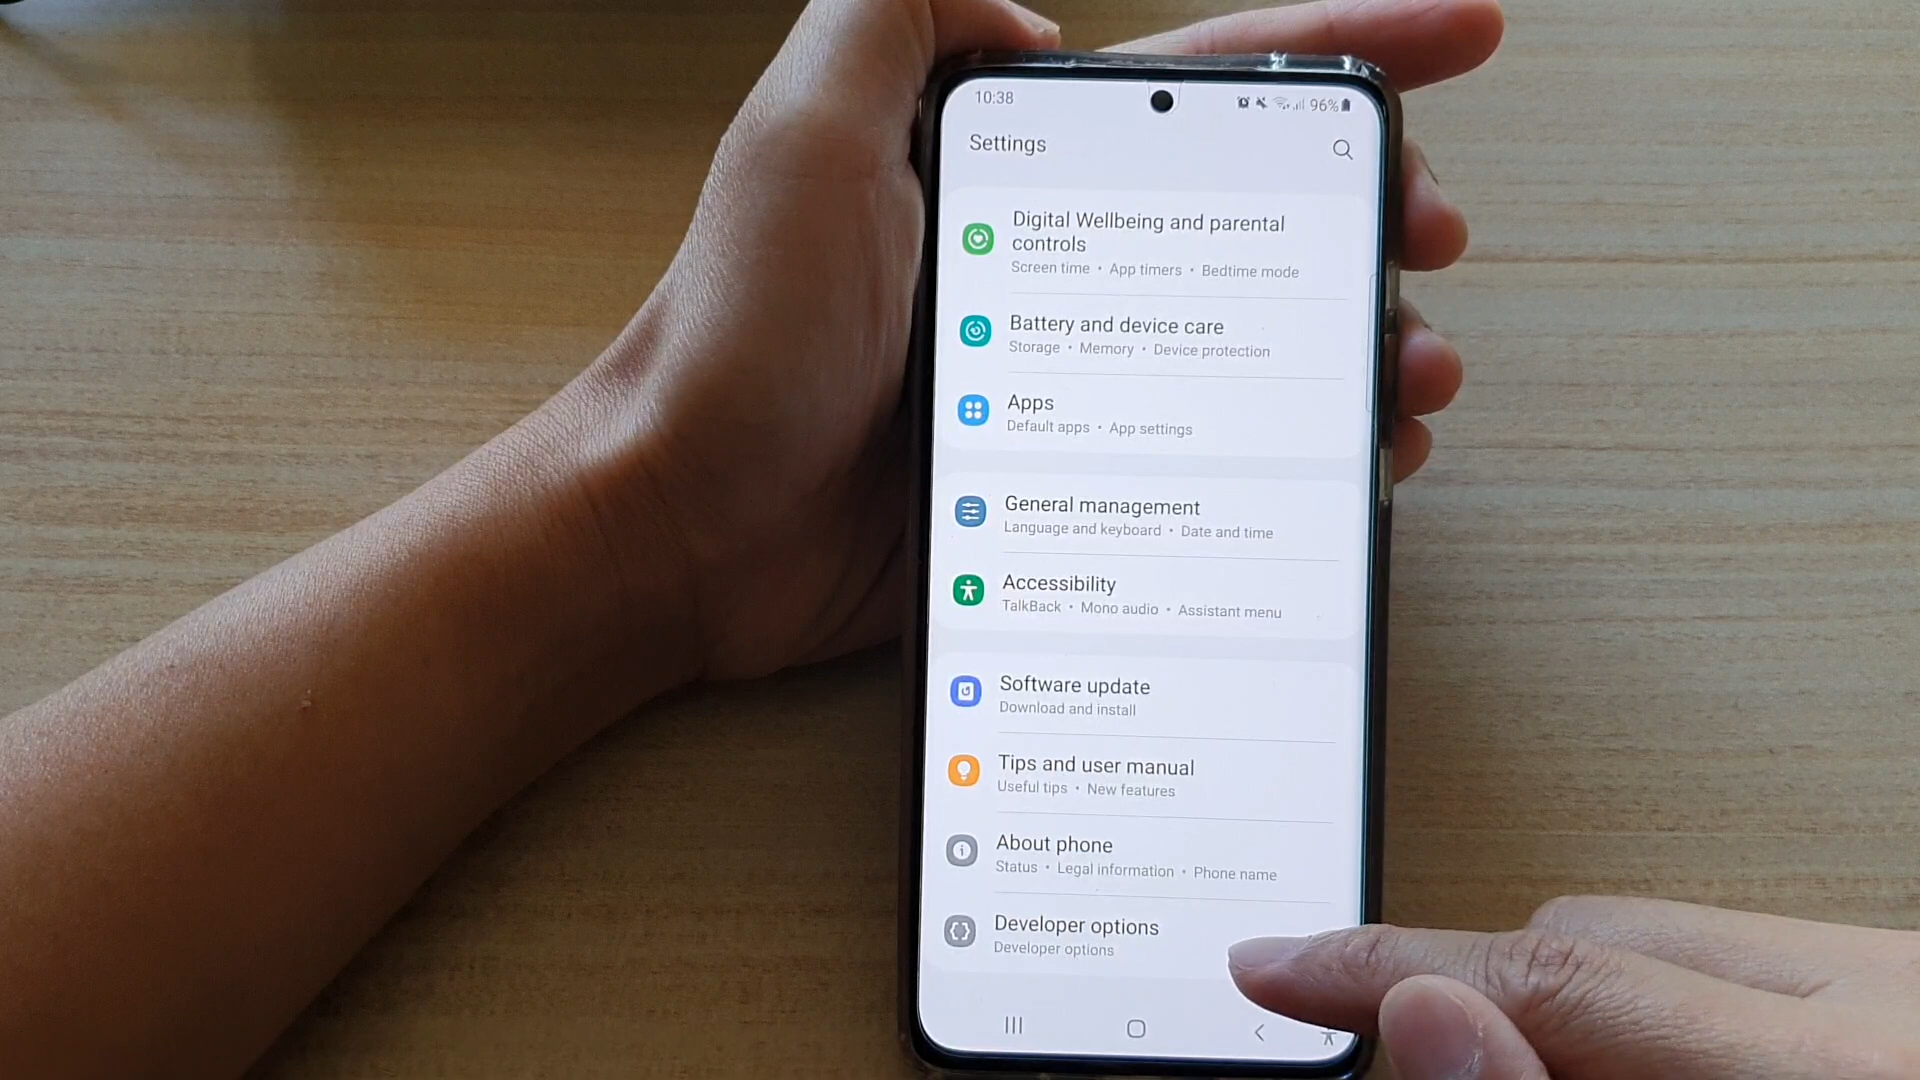 10:38 96%
Settings
Digital Wellbeing and parental
controls
Screen time • App timers • Bedtime mode
Battery and device care
Storage • Memory • Device protection
Apps
Default apps • App settings
General management
Language and keyboard • Date and time
Accessibility
TalkBack • Mono audio • Assistant menu
Software update
Download and install
Tips and user manual
Useful tips • New features
About phone
Status • Legal information • Phone name
Developer options
Developer options